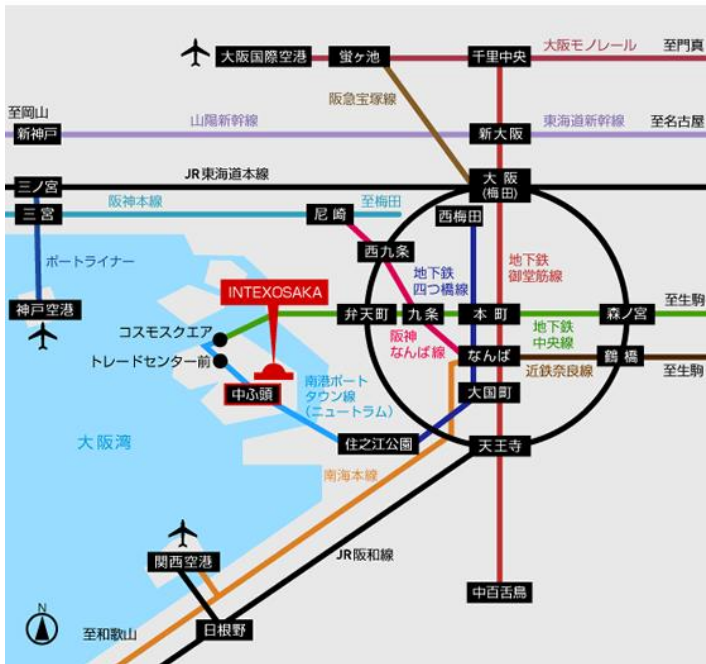 大阪国際空港
蛍ヶ池
千里中央
大阪モノレール
至門真
阪急宝塚線
至岡山
新神戸
山陽新幹線
新大阪
東海道新幹線
至名古屋
JR東海道本線
大阪
(梅田)
三ノ宮
三宮
阪神本線
尼崎
至梅田
西梅田
西九条
地下鉄
四つ橋線
地下鉄
御堂筋線
ポートライナー
INTEXOSAKA
神戸空港
コスモスクエア
弁天町
九条
本町
森ノ宮
至生駒
地下鉄
中央線
阪神
なんば線
トレードセンター前
なんば
鶴橋
近鉄奈良線
至生駒
中ふ頭
南港ポート
タウン線
(ニュートラム)
大国町
大阪湾
住之江公園
天王寺
南海本線
関西空港
JR阪和線
中百舌鳥
N
至和歌山
日根野